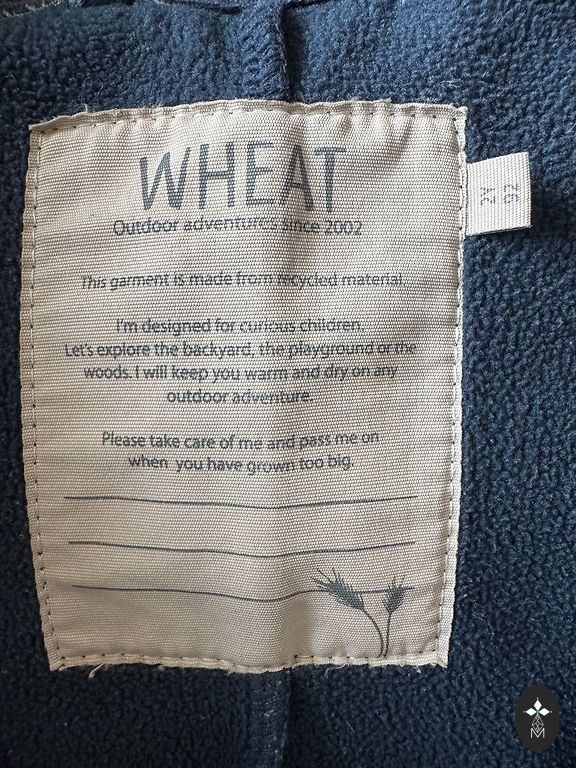 WHEAT
Outdoor adventures since 2002
This garment is made from recycled material.
I'm designed for curious children.
Let's explore the backyard, the playground or the
woods. I will keep you warm and dry on any
outdoor adventure.
Please take care of me and pass me on
when you have grown too big.
2Y
92